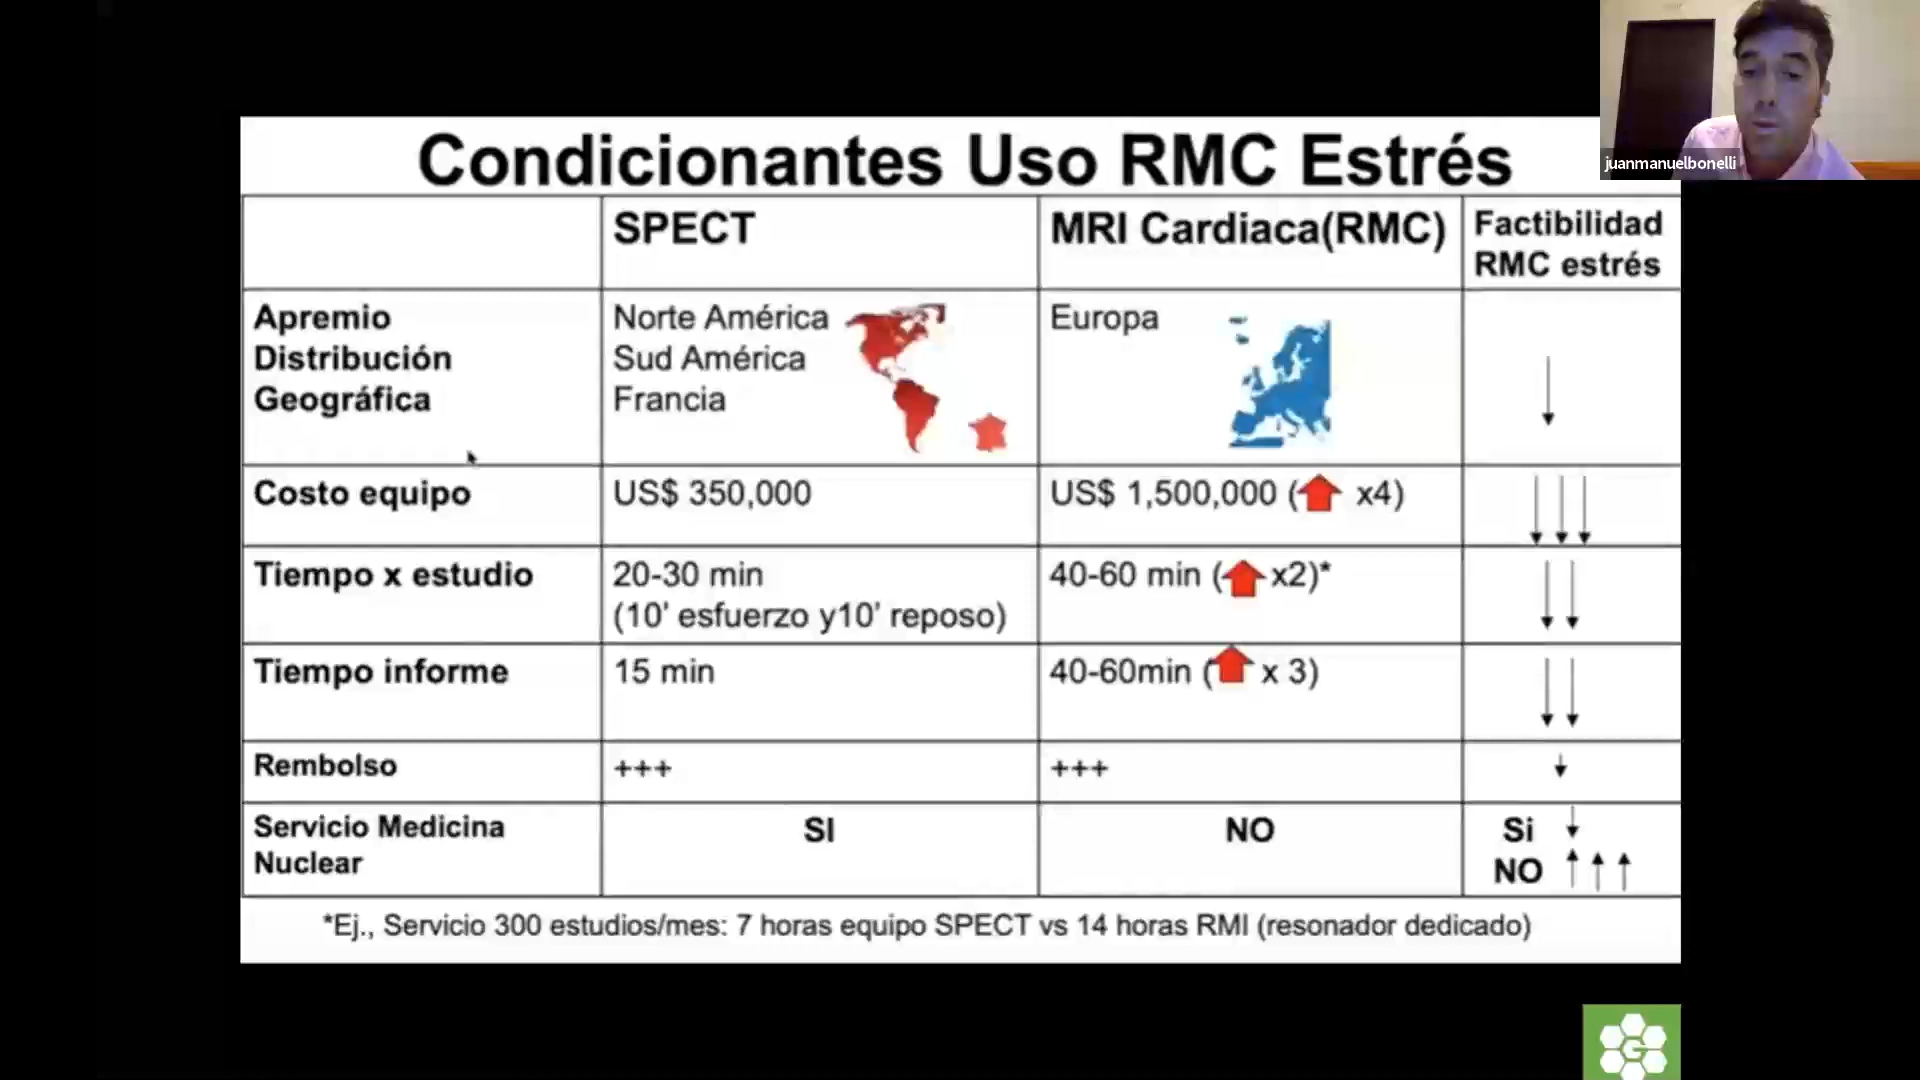 juanmanuelbonelli
Condicionantes Uso RMC Estrés
SPECT
MRI Cardiaca(RMC)
Factibilidad
RMC estrés
Apremio
Distribución
Geográfica
Norte América
Sud América
Francia
Europa
Costo equipo
US$ 350,000
US$ 1,500,000 ( x4)
Tiempo x estudio
20-30 min
(10' esfuerzo y10' reposo)
40-60 min ( x2)*
Tiempo informe
15 min
40-60min ( x 3)
Rembolso
+++
+++
Servicio Medicina
Nuclear
SI
NO
Si
NO
*Ej., Servicio 300 estudios/mes: 7 horas equipo SPECT vs 14 horas RMI (resonador dedicado)
G